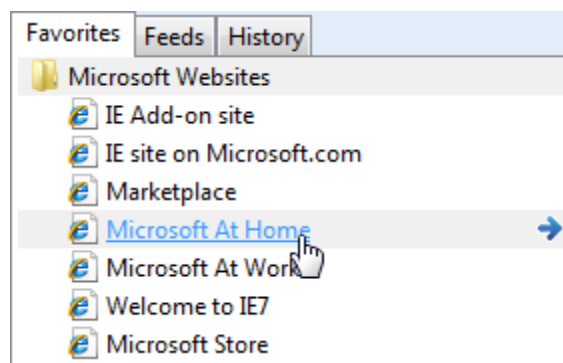 Favorites Feeds History
Microsoft Websites
IE Add-on site
IE site on Microsoft.com
Marketplace
Microsoft At Home
Microsoft At Work
Welcome to IE7
Microsoft Store